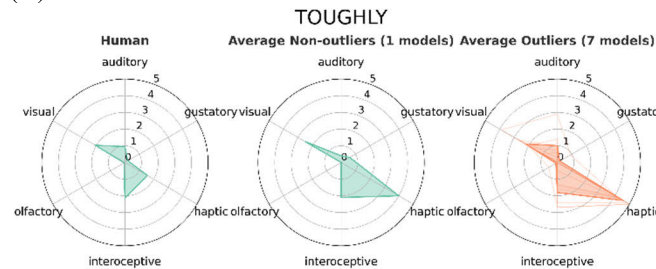 TOUGHLY
Human
Average Non-outliers (1 models)
Average Outliers (7 models)
auditory
gustatory
visual
olfactory
interoceptive
haptic
0
1
2
3
4
5
auditory
gustatory
visual
olfactory
interoceptive
haptic
0
1
2
3
4
5
auditory
visual
olfactory
interoceptive
haptic
0
1
2
3
4
5